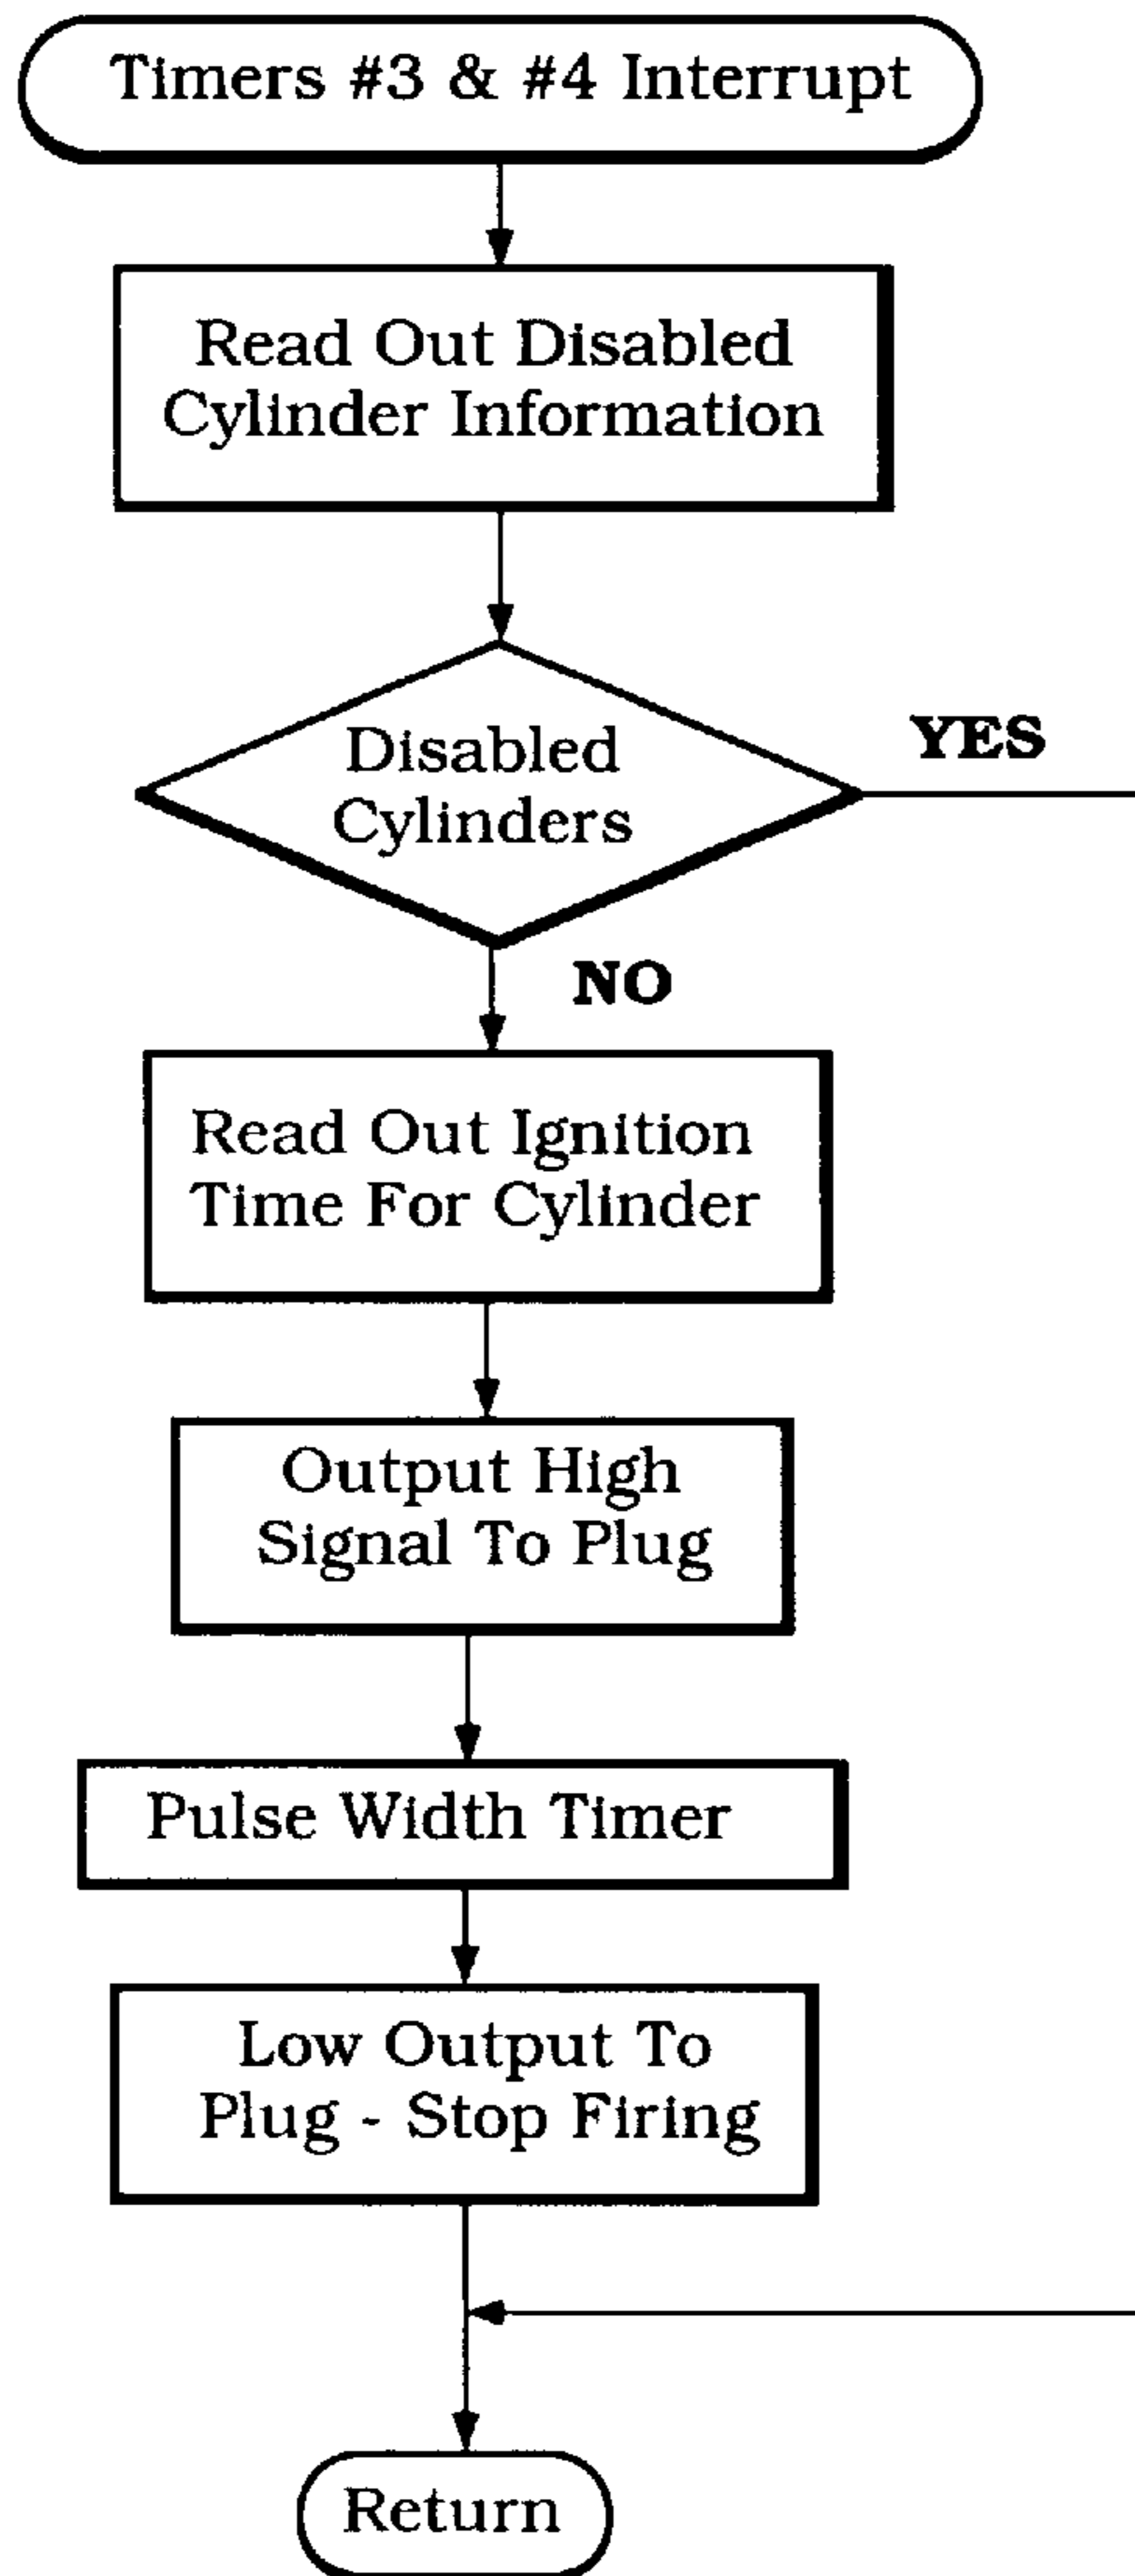 Timers #3 & #4 Interrupt
Read Out Disabled
Cylinder Information
Disabled
Cylinders
YES
NO
Read Out Ignition
Time For Cylinder
Output High
Signal To Plug
Pulse Width Timer
Low Output To
Plug - Stop Firing
Return